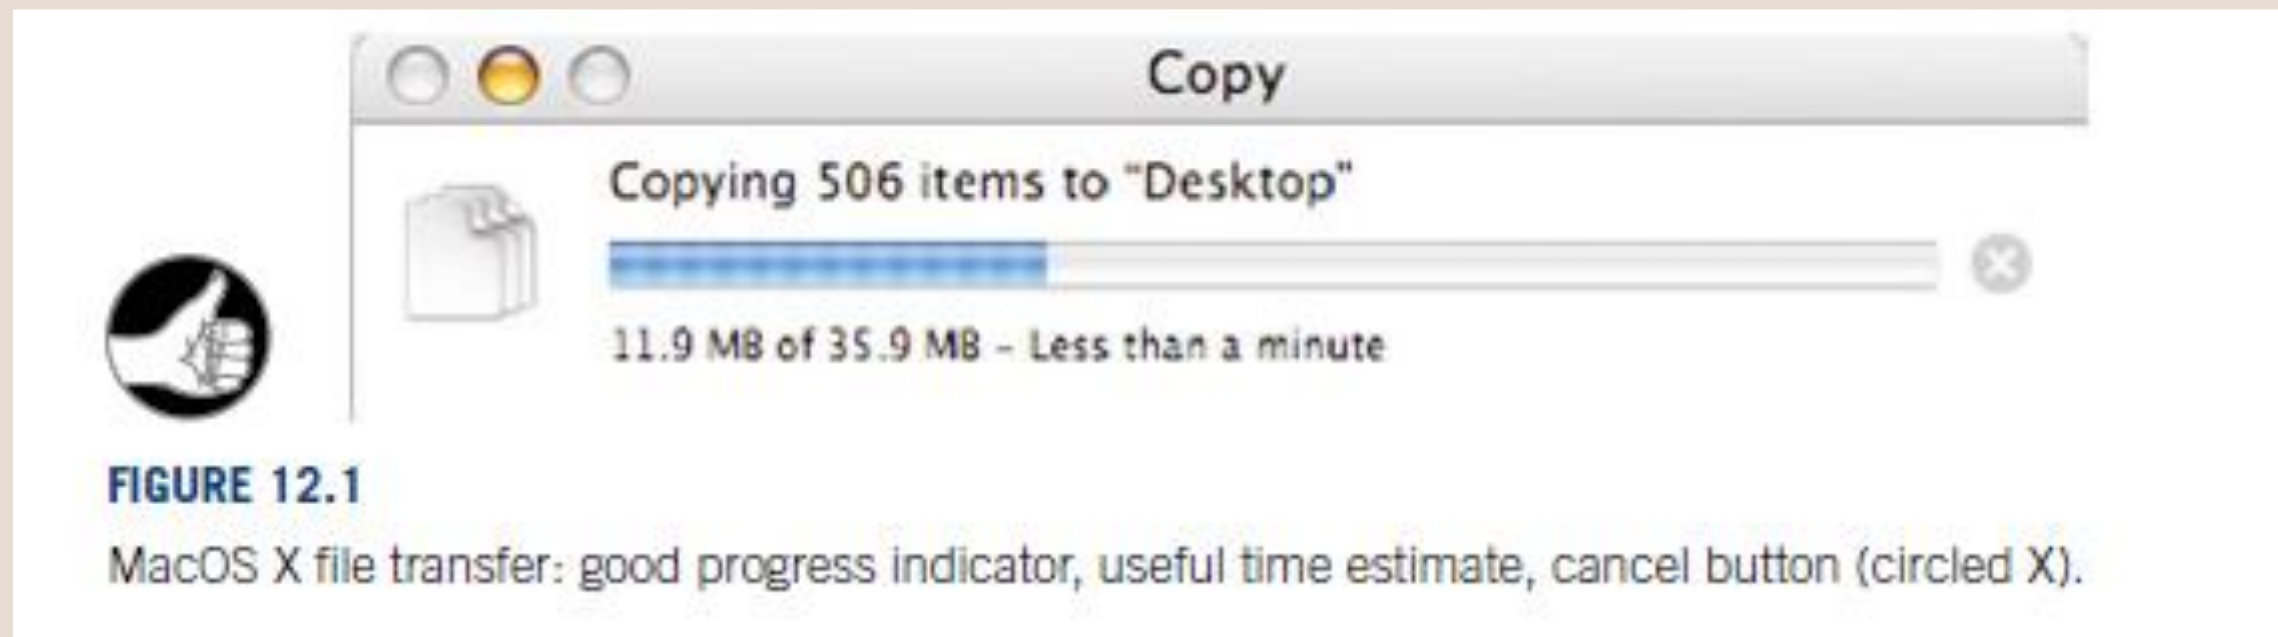 Copy
Copying 506 items to "Desktop"
11.9 MB of 35.9 MB – Less than a minute
FIGURE 12.1
MacOS X file transfer: good progress indicator, useful time estimate, cancel button (circled X).